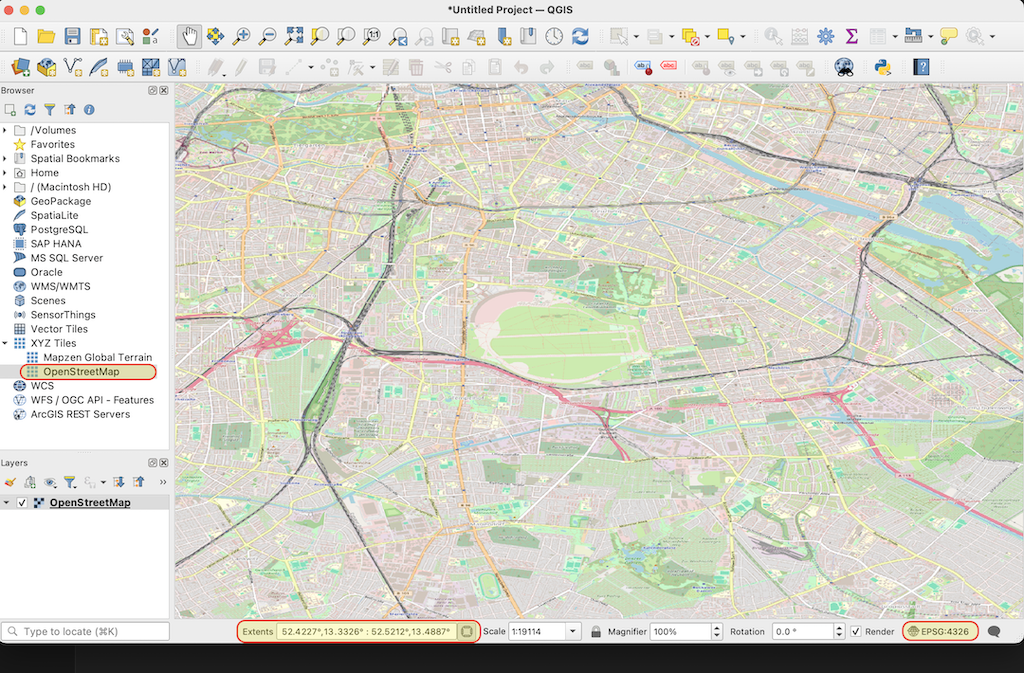 *Untitled Project — QGIS
Browser
/Volumes
Favorites
Spatial Bookmarks
Home
/ (Macintosh HD)
GeoPackage
SpatiaLite
PostgreSQL
SAP HANA
MS SQL Server
Oracle
WMS/WMTS
Scenes
SensorThings
Vector Tiles
XYZ Tiles
Mapzen Global Terrain
OpenStreetMap
WCS
WFS / OGC API - Features
ArcGIS REST Servers
Layers
OpenStreetMap
Type to locate (⌘K)
Extents 52.4227°,13.3326° : 52.5212°,13.4887° Scale 1:19114 Magnifier 100% Rotation 0.0 ° Render EPSG:4326